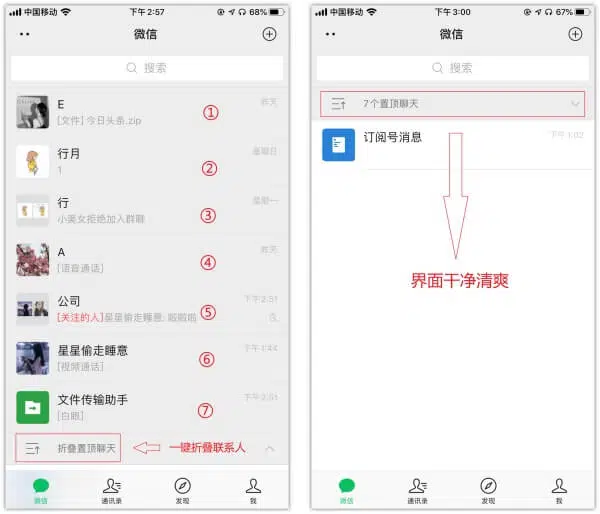 中国移动
下午 2:57
68%
微信
搜索
E
昨天
[文件] 今日头条.zip
①
行月
星期日
1
②
行
星期一
小美女拒绝加入群聊
③
A
昨天
[语音通话]
④
公司
下午 2:51
[关注的人]星星偷走睡意: 啦啦啦
⑤
星星偷走睡意
下午 1:44
[视频通话]
⑥
文件传输助手
下午 2:51
[白眼]
⑦
折叠置顶聊天
一键折叠联系人
微信
通讯录
发现
我
中国移动
下午 3:00
67%
微信
搜索
7个置顶聊天
订阅号消息
下午 1:02
界面干净清爽
微信
通讯录
发现
我